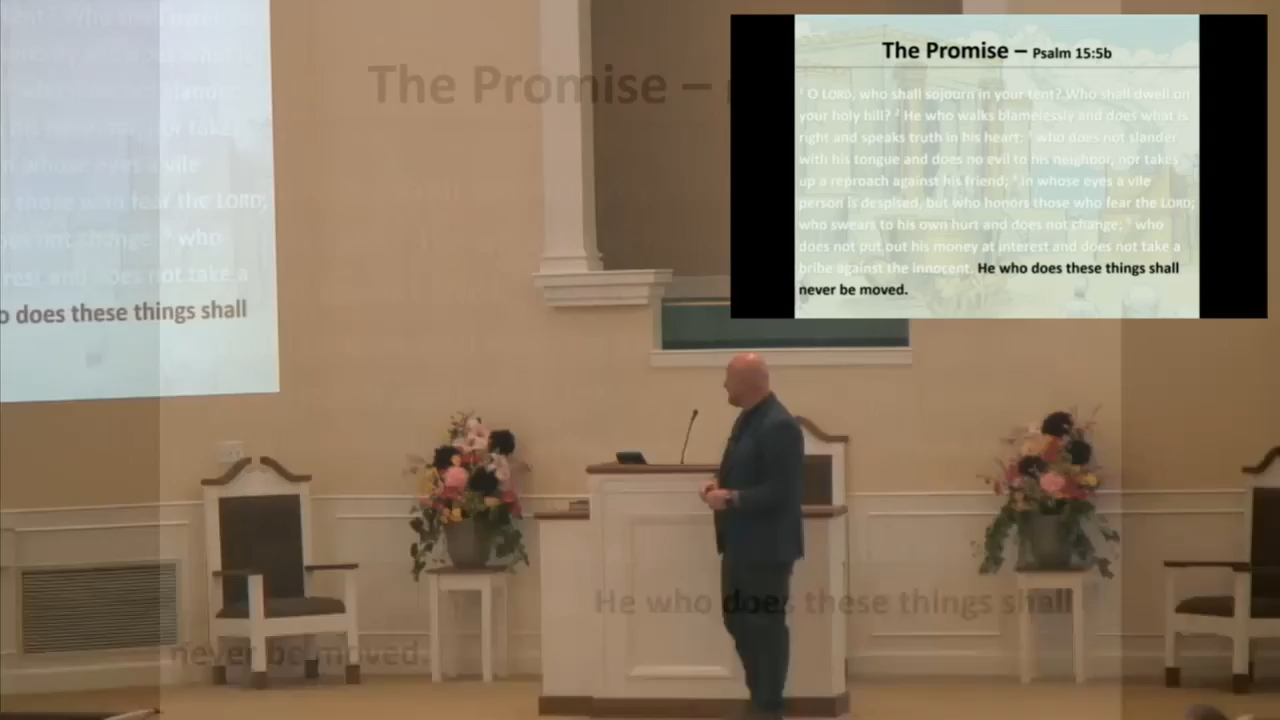 The Promise – Psalm 15:5b
1 O LORD, who shall sojourn in your tent? Who shall dwell on
your holy hill? 2 He who walks blamelessly and does what is
right and speaks truth in his heart; 3 who does not slander
with his tongue and does no evil to his neighbor, nor takes
up a reproach against his friend; 4 in whose eyes a vile
person is despised, but who honors those who fear the LORD;
who swears to his own hurt and does not change; 5 who
does not put out his money at interest and does not take a
bribe against the innocent. He who does these things shall
never be moved.
The Promise –
whose eyes a vile
those who fear the LORD;
not change 5 who
rest and does not take a
does these things shall
He who does these things shall
never be moved.